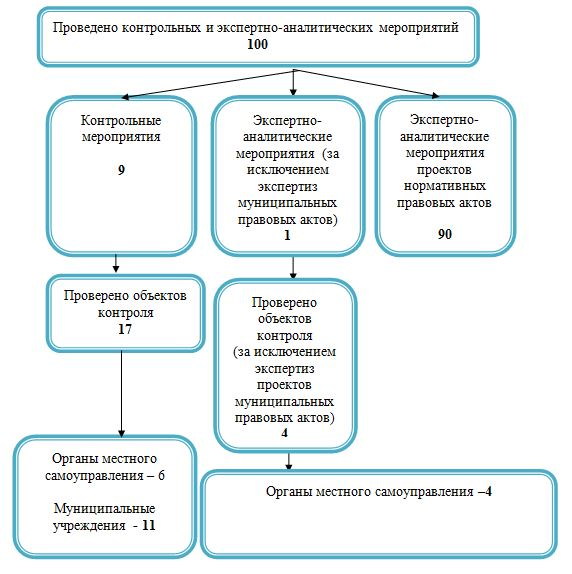 Проведено контрольных и экспертно-аналитических мероприятий
100
Контрольные
мероприятия
9
Экспертно-
аналитические
мероприятия (за
исключением
экспертиз
муниципальных
правовых актов)
1
Экспертно-
аналитические
мероприятия
проектов
нормативных
правовых актов
90
Проверено объектов
контроля
17
Проверено
объектов
контроля
(за исключением
экспертиз
проектов
муниципальных
правовых актов)
4
Органы местного
самоуправления – 6
Муниципальные
учреждения - 11
Органы местного самоуправления –4